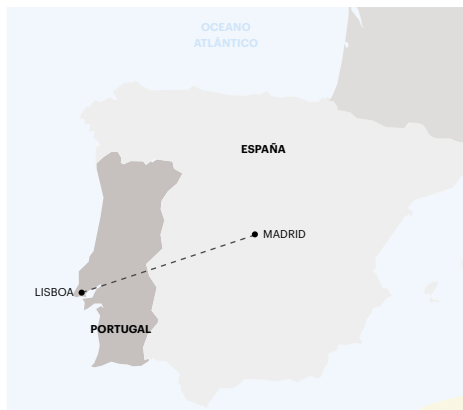 OCEANO
ATLÂNTICO
ESPAÑA
MADRID
LISBOA
PORTUGAL